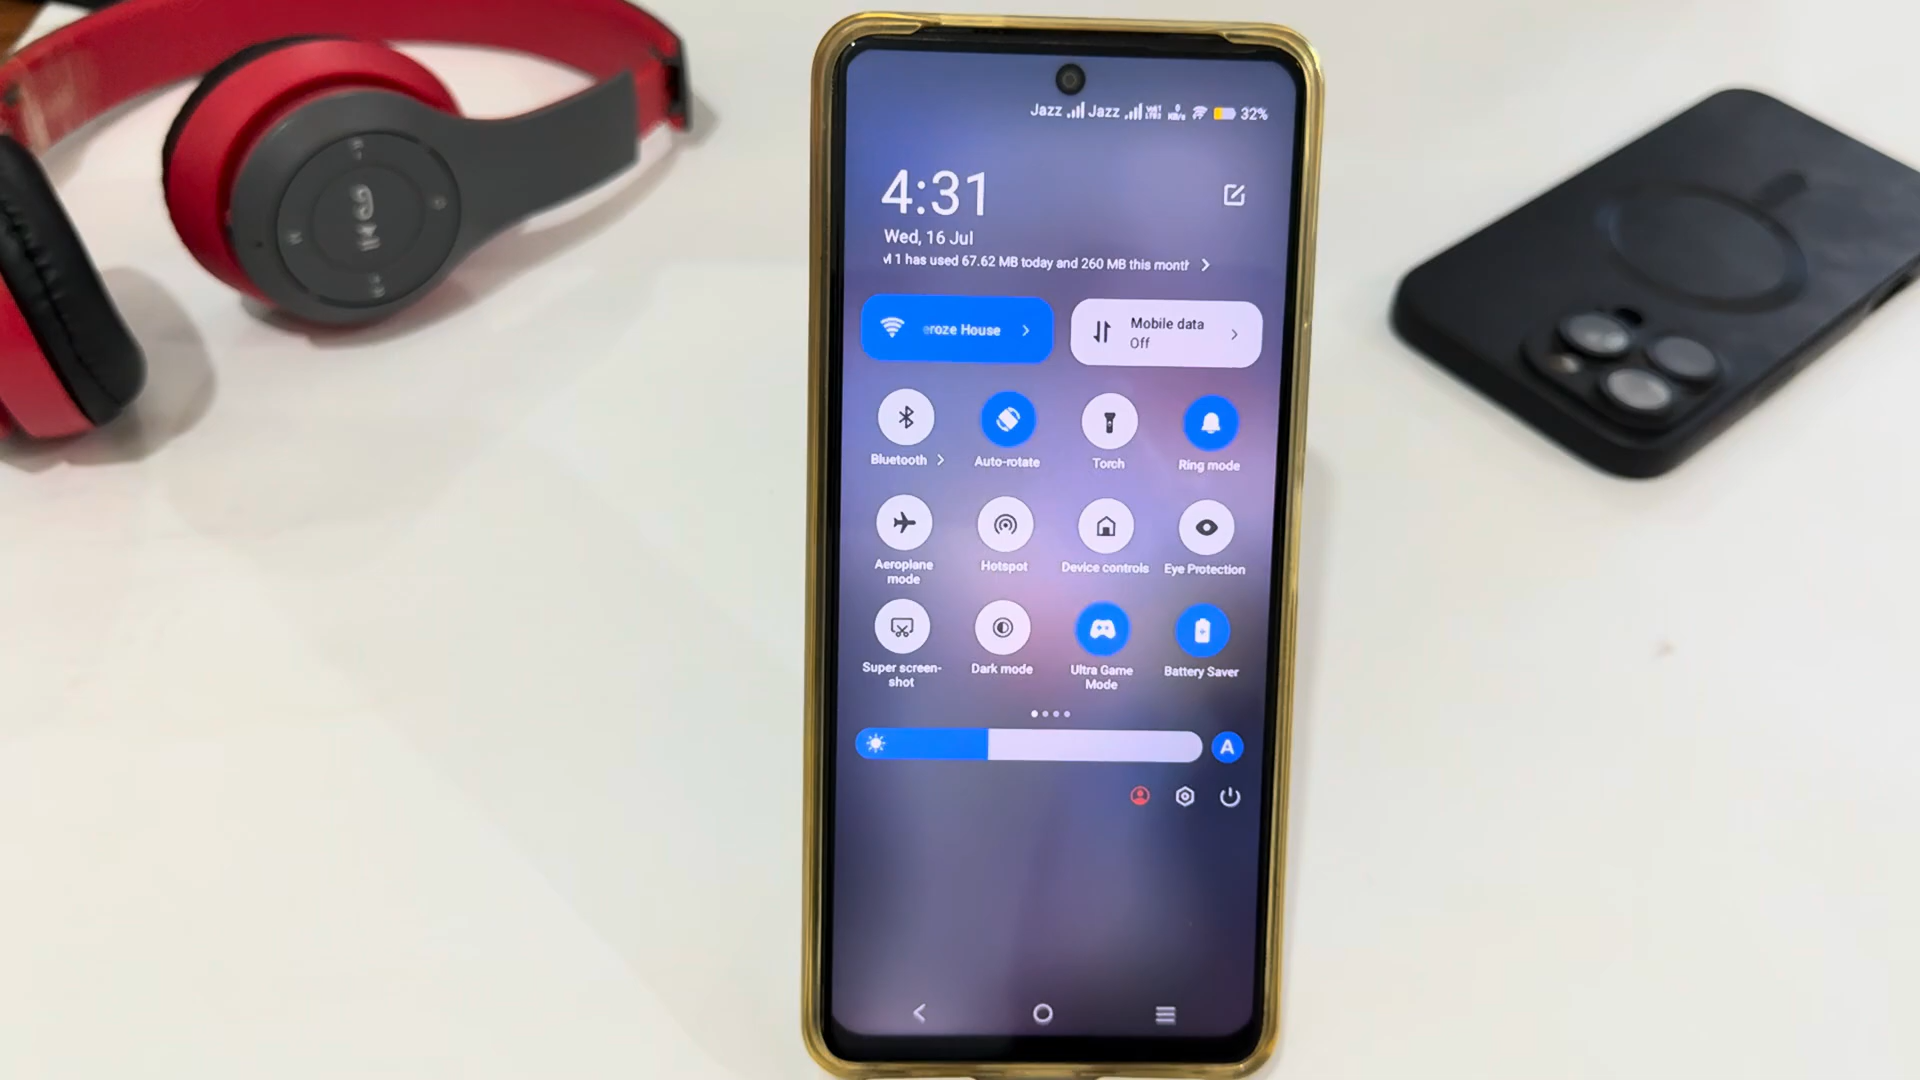 Jazz Jazz 32%
4:31
Wed, 16 Jul
1 has used 67.62 MB today and 260 MB this month
eroze House
Mobile data
Off
Bluetooth
Auto-rotate
Torch
Ring mode
Aeroplane
mode
Hotspot
Device controls
Eye Protection
Super screen-
shot
Dark mode
Ultra Game
Mode
Battery Saver
A